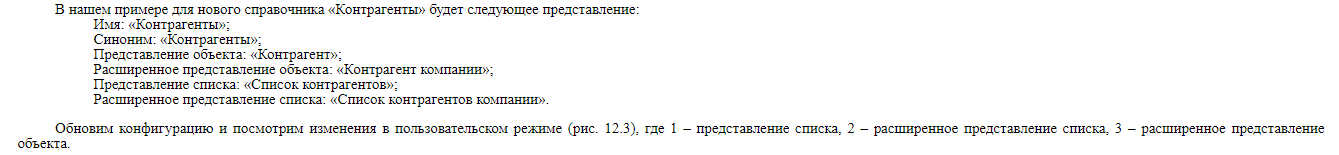 В нашем примере для нового справочника «Контрагенты» будет следующее представление:
Имя: «Контрагенты»;
Синоним: «Контрагенты»;
Представление объекта: «Контрагент»;
Расширенное представление объекта: «Контрагент компании»;
Представление списка: «Список контрагентов»;
Расширенное представление списка: «Список контрагентов компании».
Обновим конфигурацию и посмотрим изменения в пользовательском режиме (рис. 12.3), где 1 – представление списка, 2 – расширенное представление списка, 3 – расширенное представление
объекта.